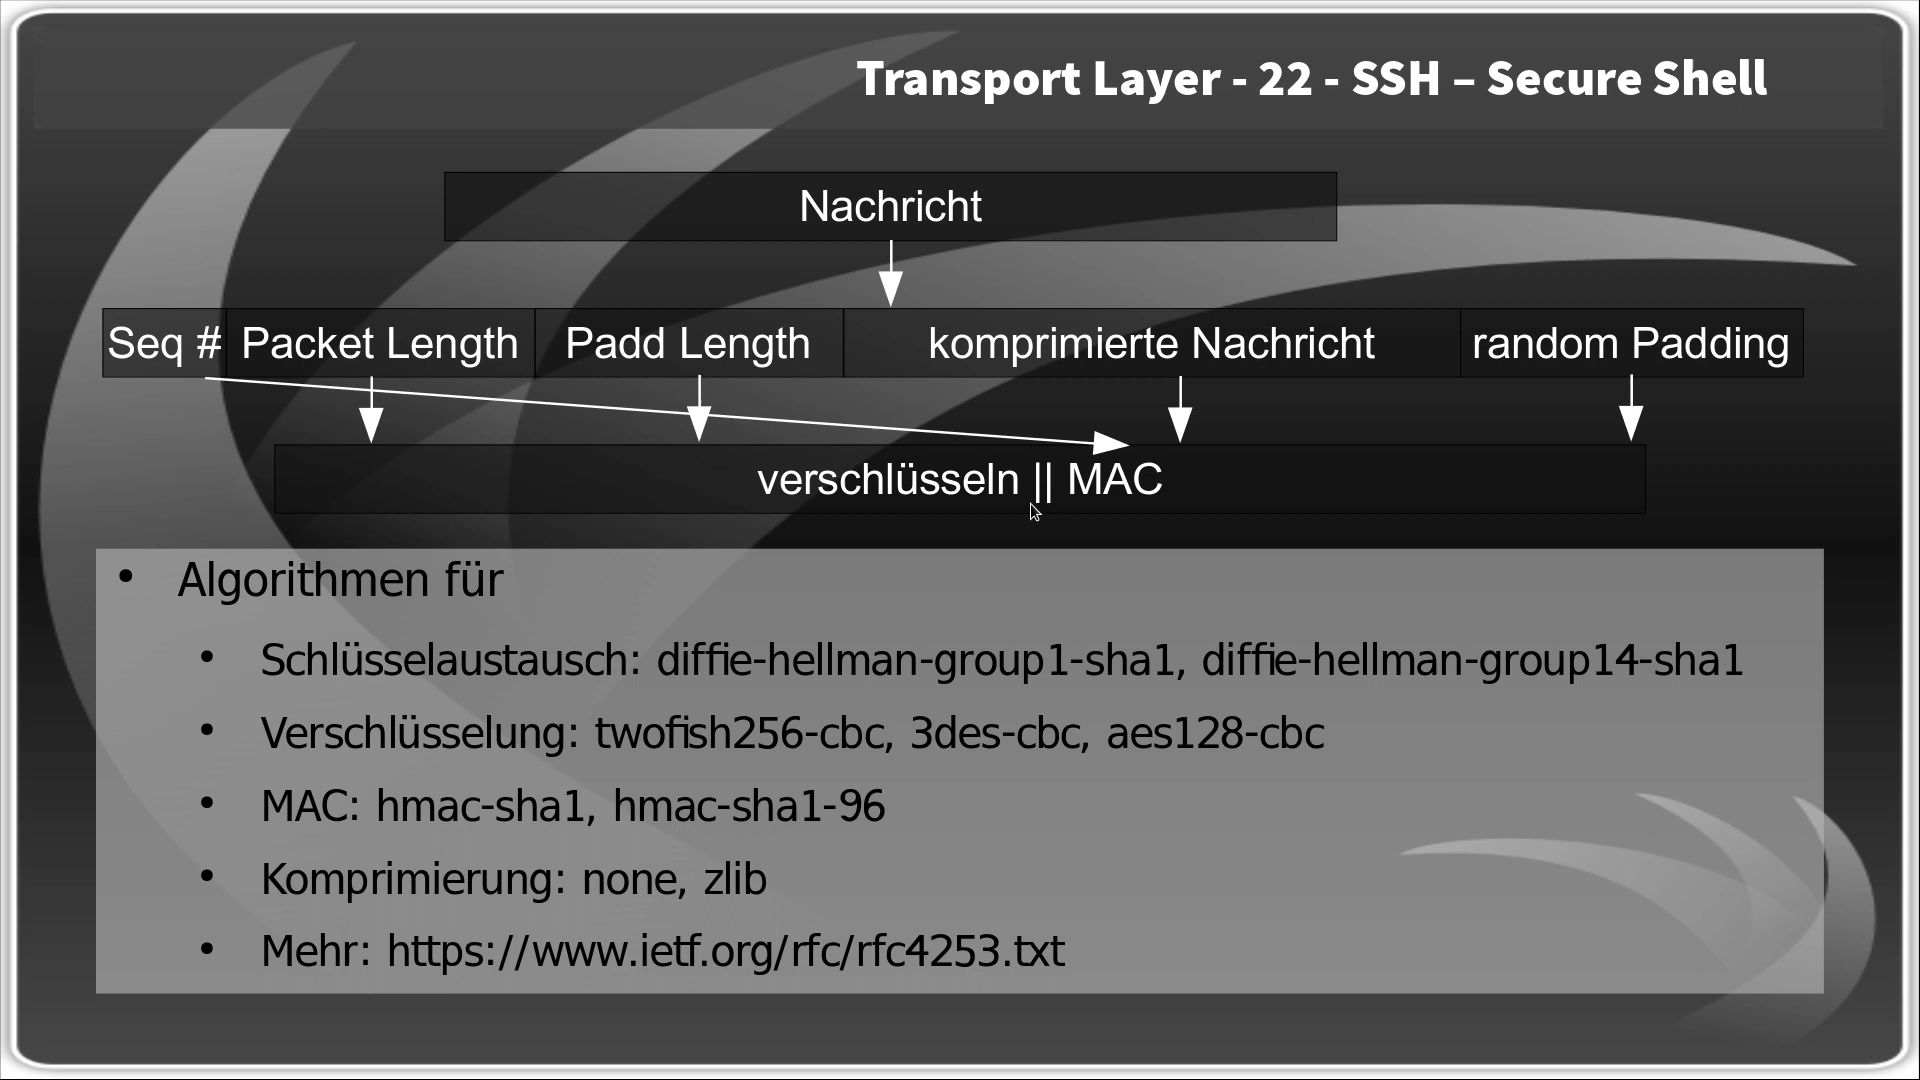 Transport Layer - 22 - SSH – Secure Shell
Nachricht
Seq # Packet Length Padd Length komprimierte Nachricht random Padding
verschlüsseln || MAC
• Algorithmen für
• Schlüsselaustausch: diffie-hellman-group1-sha1, diffie-hellman-group14-sha1
• Verschlüsselung: twofish256-cbc, 3des-cbc, aes128-cbc
• MAC: hmac-sha1, hmac-sha1-96
• Komprimierung: none, zlib
• Mehr: https://www.ietf.org/rfc/rfc4253.txt